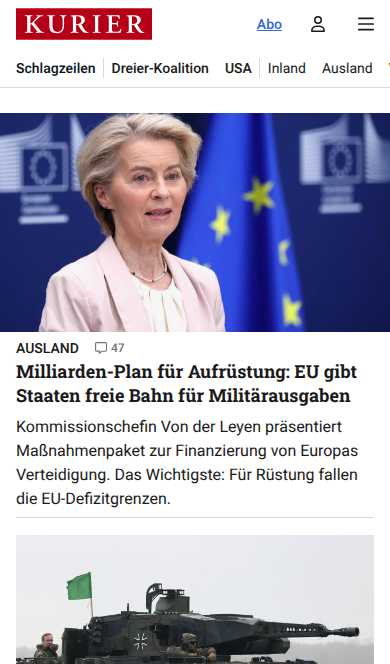 KURIER
Abo
Schlagzeilen Dreier-Koalition USA Inland Ausland
AUSLAND 47
Milliarden-Plan für Aufrüstung: EU gibt
Staaten freie Bahn für Militärausgaben
Kommissionschefin Von der Leyen präsentiert
Maßnahmenpaket zur Finanzierung von Europas
Verteidigung. Das Wichtigste: Für Rüstung fallen
die EU-Defizitgrenzen.